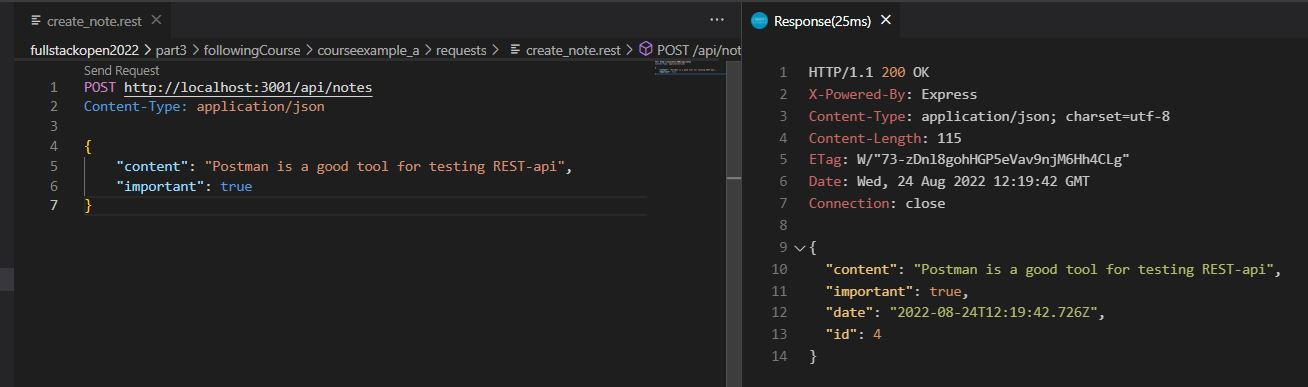 create_note.rest
fullstackopen2022 > part3 > followingCourse > courseexample_a > requests > create_note.rest > POST /api/not
Send Request
1 POST http://localhost:3001/api/notes
2 Content-Type: application/json
3
4 {
5 "content": "Postman is a good tool for testing REST-api",
6 "important": true
7 }
Response(25ms)
1 HTTP/1.1 200 OK
2 X-Powered-By: Express
3 Content-Type: application/json; charset=utf-8
4 Content-Length: 115
5 ETag: W/"73-zDnl8gohHGP5eVav9njM6Hh4CLg"
6 Date: Wed, 24 Aug 2022 12:19:42 GMT
7 Connection: close
8
9 {
10 "content": "Postman is a good tool for testing REST-api",
11 "important": true,
12 "date": "2022-08-24T12:19:42.726Z",
13 "id": 4
14 }